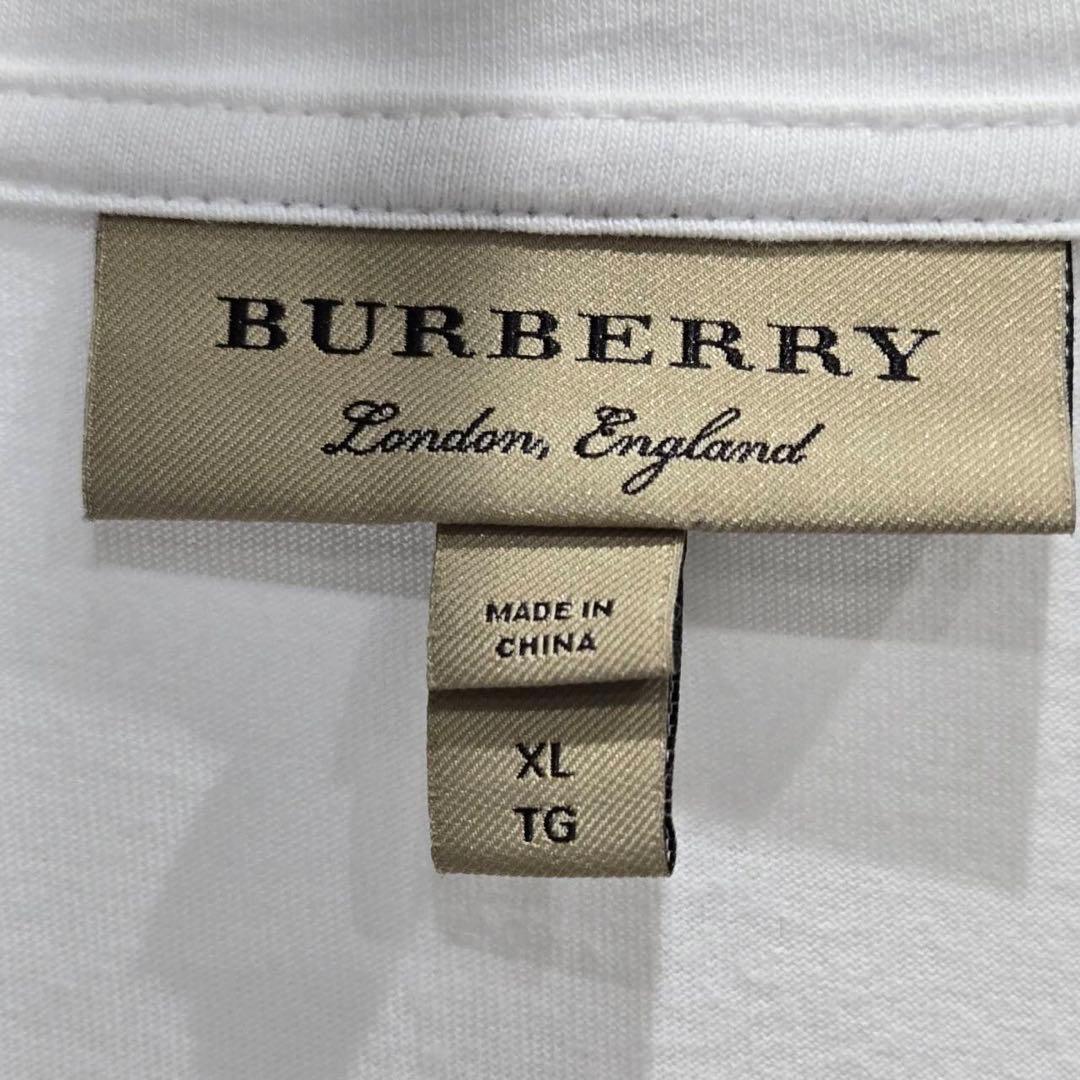 BURBERRY
London, England
MADE IN
CHINA
XL
TG